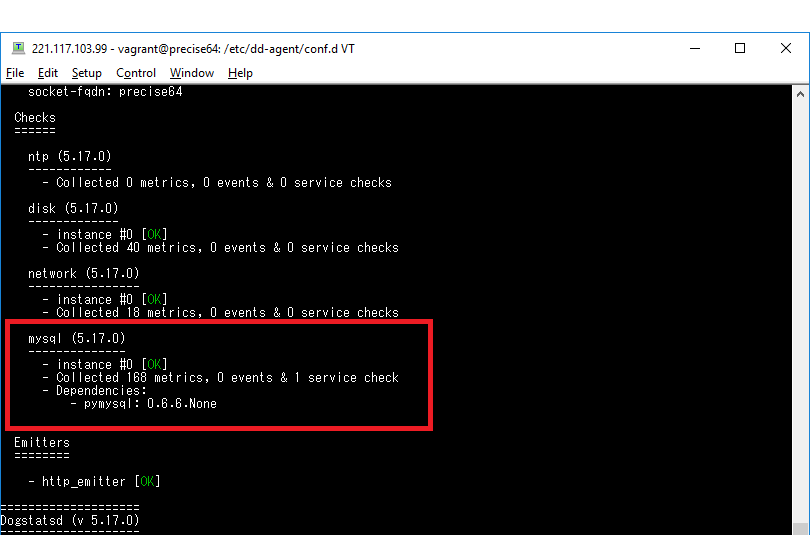 221.117.103.99 - vagrant@precise64: /etc/dd-agent/conf.d VT
File Edit Setup Control Window Help
socket-fqdn: precise64
Checks
======
ntp (5.17.0)
------------
- Collected 0 metrics, 0 events & 0 service checks
disk (5.17.0)
-------------
- instance #0 [OK]
- Collected 40 metrics, 0 events & 0 service checks
network (5.17.0)
----------------
- instance #0 [OK]
- Collected 18 metrics, 0 events & 0 service checks
mysql (5.17.0)
--------------
- instance #0 [OK]
- Collected 168 metrics, 0 events & 1 service check
- Dependencies:
- pymysql: 0.6.6.None
Emitters
========
- http_emitter [OK]
====================
Dogstatsd (v 5.17.0)
====================